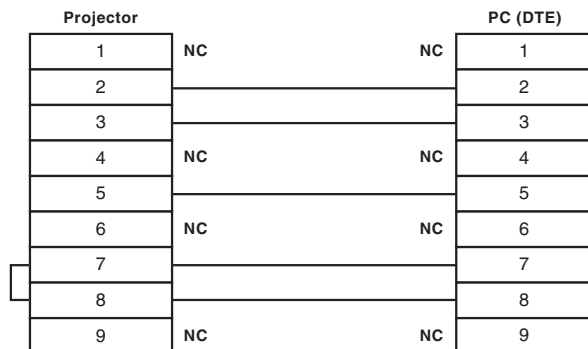 Projector PC (DTE)
1 NC NC 1
2 2
3 3
4 NC NC 4
5 5
6 NC NC 6
7 7
8 8
9 NC NC 9